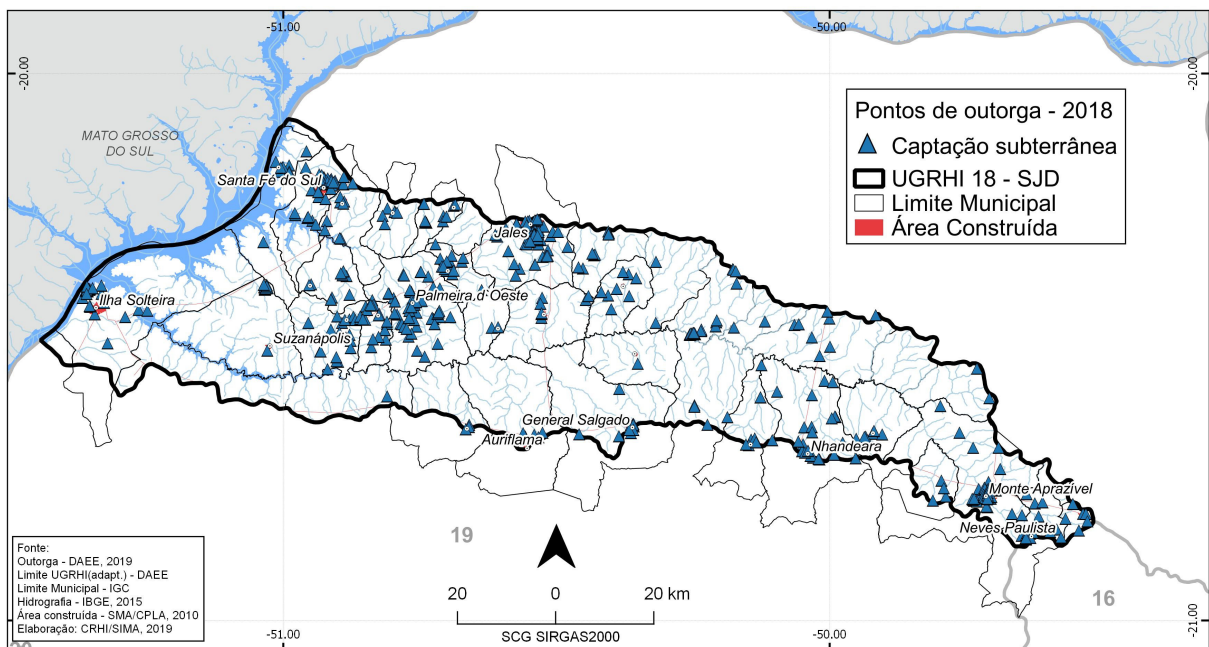 -51.00
-50.00
-20.00
-20.00
MATO GROSSO
DO SUL
Pontos de outorga - 2018
Captação subterrânea
UGRHI 18 - SJD
Limite Municipal
Área Construída
Santa Fé do Sul
Jales
Ilha Solteira
Palmeira d Oeste
Suzanápolis
General Salgado
Auriflama
Nhandeara
Monte Aprazível
Neves Paulista
19
16
Fonte:
Outorga - DAEE, 2019
Limite UGRHI(adapt.) - DAEE
Limite Municipal - IGC
Hidrografia - IBGE, 2015
Área construída - SMA/CPLA, 2010
Elaboração: CRHI/SIMA, 2019
20 0 20 km
SCG SIRGAS2000
-51.00
-50.00
-21.00